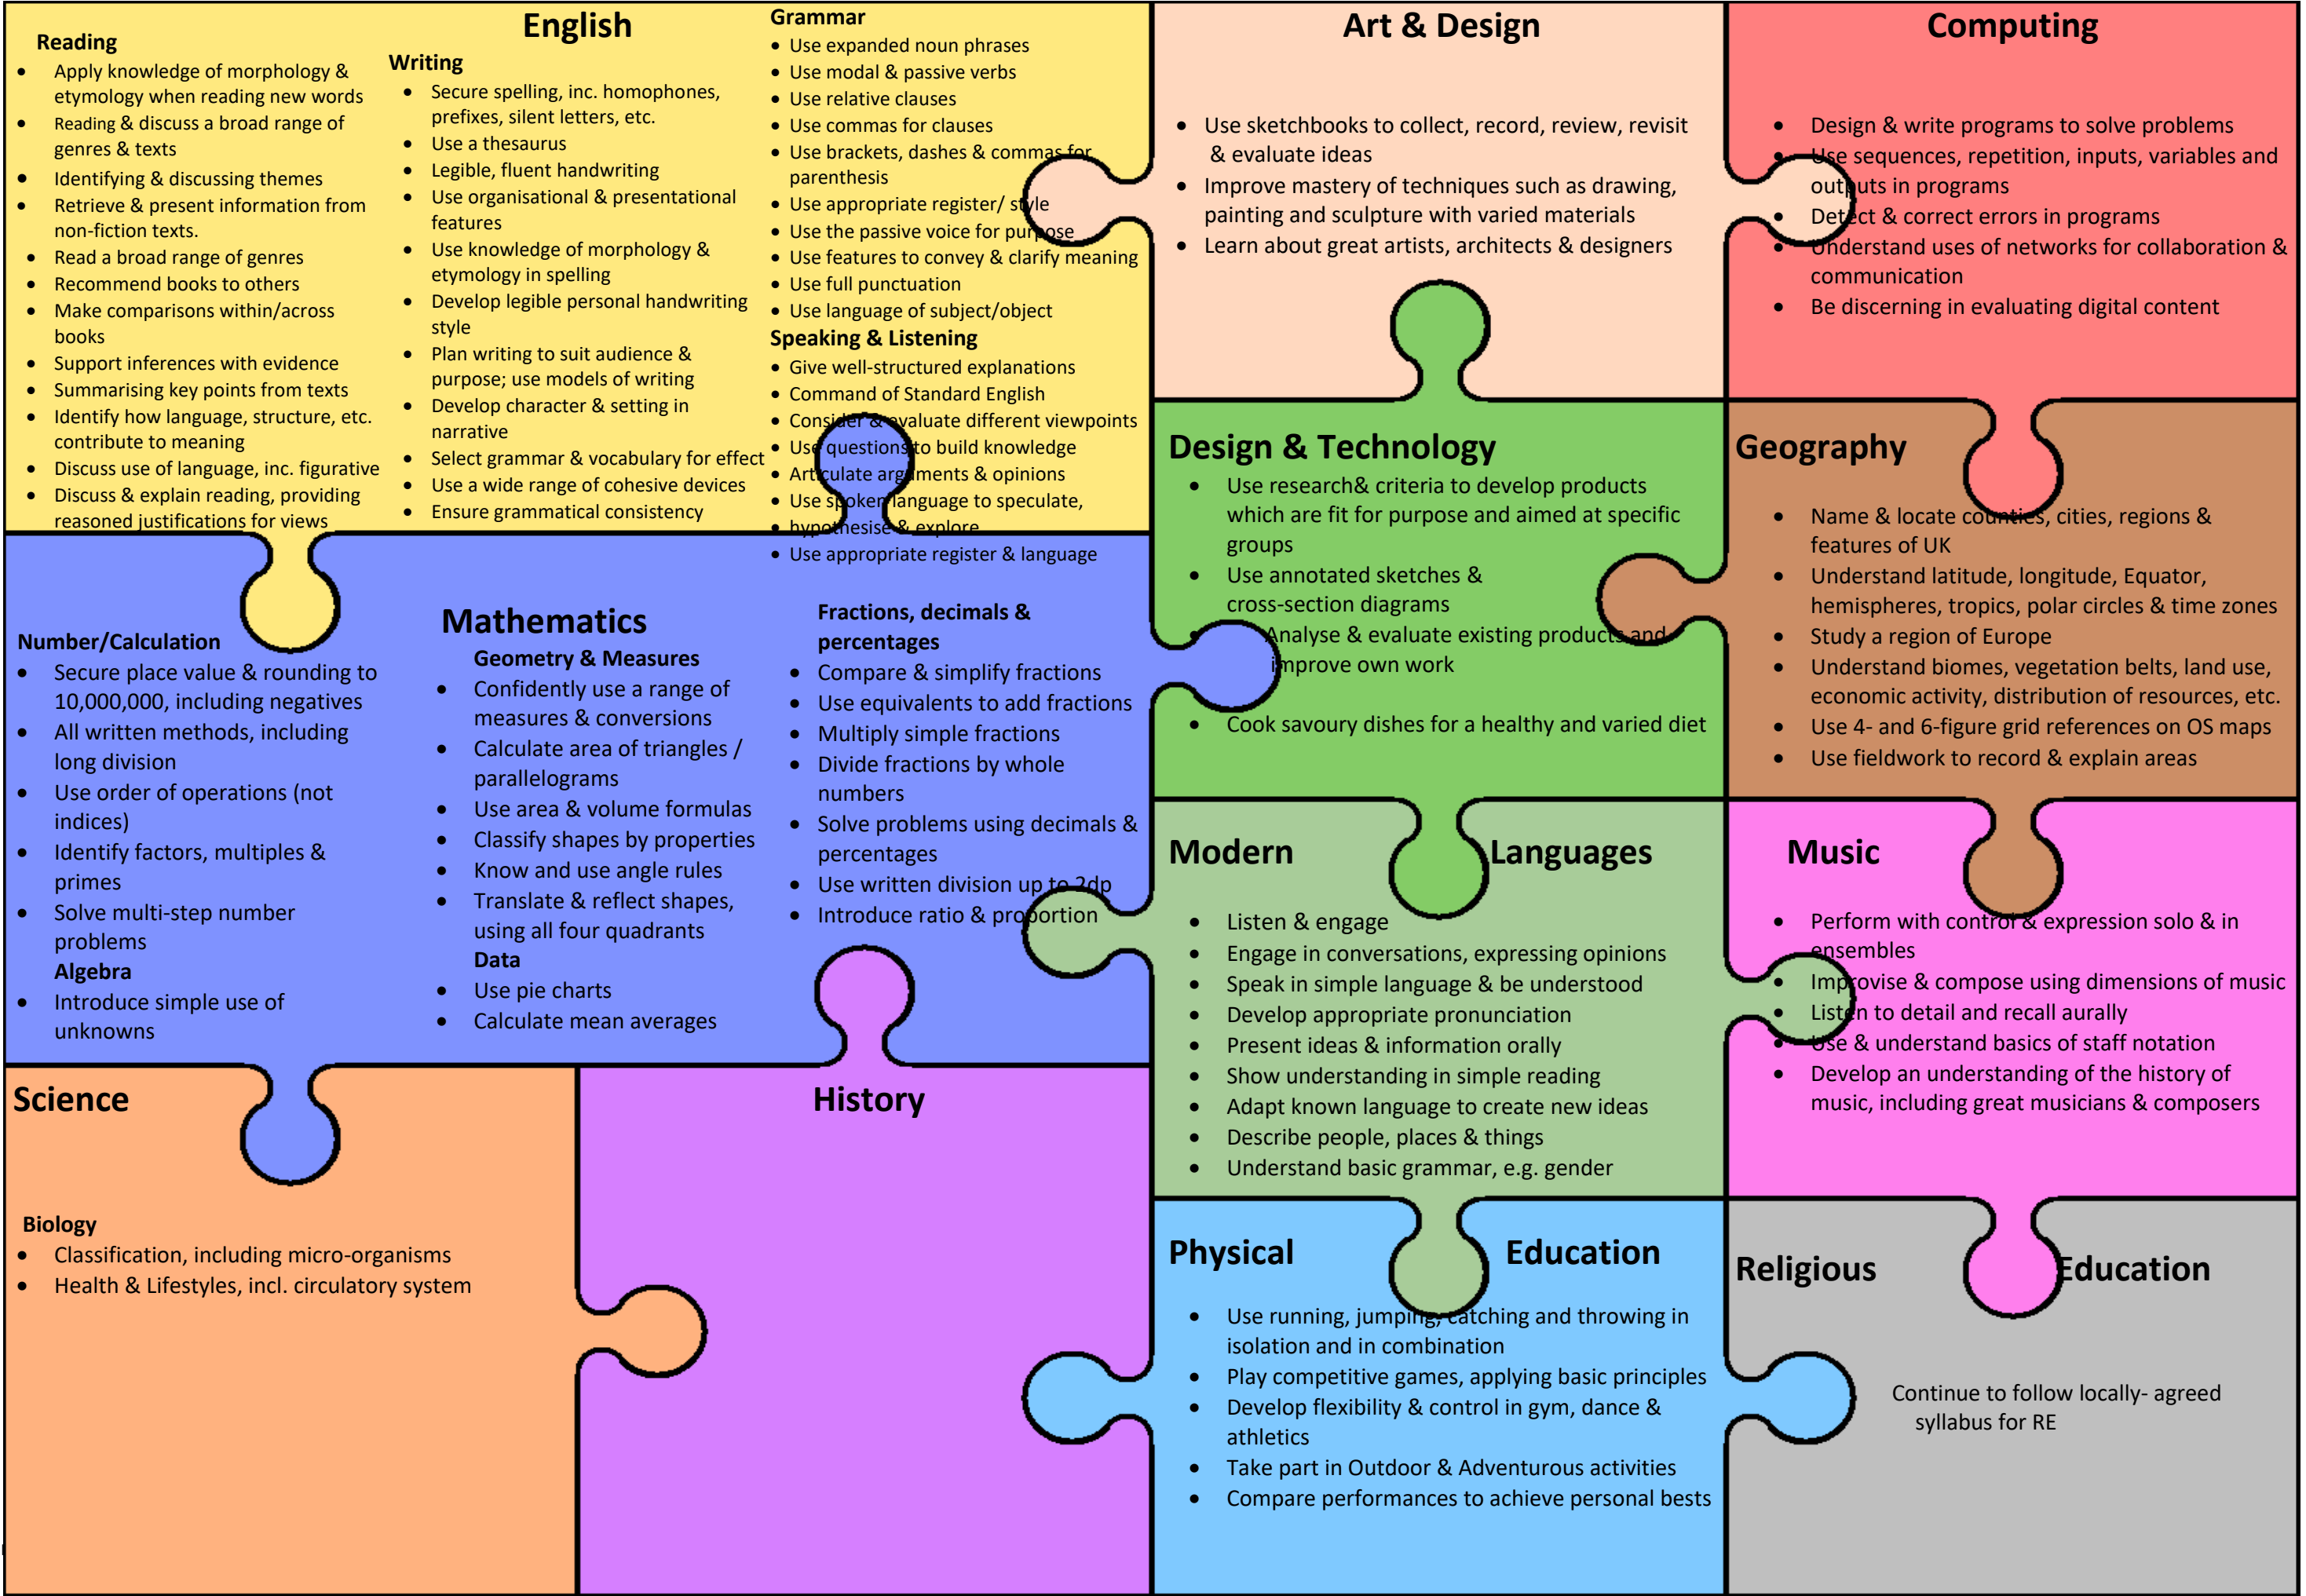 English
Reading
• Apply knowledge of morphology &
etymology when reading new words
• Reading & discuss a broad range of
genres & texts
• Identifying & discussing themes
• Retrieve & present information from
non-fiction texts.
• Read a broad range of genres
• Recommend books to others
• Make comparisons within/across
books
• Support inferences with evidence
• Summarising key points from texts
• Identify how language, structure, etc.
contribute to meaning
• Discuss use of language, inc. figurative
• Discuss & explain reading, providing
reasoned justifications for views
Writing
• Secure spelling, inc. homophones,
prefixes, silent letters, etc.
• Use a thesaurus
• Legible, fluent handwriting
• Use organisational & presentational
features
• Use knowledge of morphology &
etymology in spelling
• Develop legible personal handwriting
style
• Plan writing to suit audience &
purpose; use models of writing
• Develop character & setting in
narrative
• Select grammar & vocabulary for effect
• Use a wide range of cohesive devices
• Ensure grammatical consistency
Grammar
• Use expanded noun phrases
• Use modal & passive verbs
• Use relative clauses
• Use commas for clauses
• Use brackets, dashes & commas for
parenthesis
• Use appropriate register/ style
• Use the passive voice for purpose
• Use features to convey & clarify meaning
• Use full punctuation
• Use language of subject/object
Speaking & Listening
• Give well-structured explanations
• Command of Standard English
• Consider & evaluate different viewpoints
• Use questions to build knowledge
• Articulate arguments & opinions
• Use spoken language to speculate,
• hypothesise & explore
• Use appropriate register & language
Art & Design
• Use sketchbooks to collect, record, review, revisit
& evaluate ideas
• Improve mastery of techniques such as drawing,
painting and sculpture with varied materials
• Learn about great artists, architects & designers
Computing
• Design & write programs to solve problems
• Use sequences, repetition, inputs, variables and
outputs in programs
• Detect & correct errors in programs
• Understand uses of networks for collaboration &
communication
• Be discerning in evaluating digital content
Design & Technology
• Use research& criteria to develop products
which are fit for purpose and aimed at specific
groups
• Use annotated sketches &
cross-section diagrams
• Analyse & evaluate existing products and
improve own work
• Cook savoury dishes for a healthy and varied diet
Geography
• Name & locate counties, cities, regions &
features of UK
• Understand latitude, longitude, Equator,
hemispheres, tropics, polar circles & time zones
• Study a region of Europe
• Understand biomes, vegetation belts, land use,
economic activity, distribution of resources, etc.
• Use 4- and 6-figure grid references on OS maps
• Use fieldwork to record & explain areas
Mathematics
Number/Calculation
• Secure place value & rounding to
10,000,000, including negatives
• All written methods, including
long division
• Use order of operations (not
indices)
• Identify factors, multiples &
primes
• Solve multi-step number
problems
Algebra
• Introduce simple use of
unknowns
Geometry & Measures
• Confidently use a range of
measures & conversions
• Calculate area of triangles /
parallelograms
• Use area & volume formulas
• Classify shapes by properties
• Know and use angle rules
• Translate & reflect shapes,
using all four quadrants
Data
• Use pie charts
• Calculate mean averages
Fractions, decimals &
percentages
• Compare & simplify fractions
• Use equivalents to add fractions
• Multiply simple fractions
• Divide fractions by whole
numbers
• Solve problems using decimals &
percentages
• Use written division up to 2dp
• Introduce ratio & proportion
Modern Languages
• Listen & engage
• Engage in conversations, expressing opinions
• Speak in simple language & be understood
• Develop appropriate pronunciation
• Present ideas & information orally
• Show understanding in simple reading
• Adapt known language to create new ideas
• Describe people, places & things
• Understand basic grammar, e.g. gender
Music
• Perform with control & expression solo & in
ensembles
• Improvise & compose using dimensions of music
• Listen to detail and recall aurally
• Use & understand basics of staff notation
• Develop an understanding of the history of
music, including great musicians & composers
Science
Biology
• Classification, including micro-organisms
• Health & Lifestyles, incl. circulatory system
History
Physical Education
• Use running, jumping, catching and throwing in
isolation and in combination
• Play competitive games, applying basic principles
• Develop flexibility & control in gym, dance &
athletics
• Take part in Outdoor & Adventurous activities
• Compare performances to achieve personal bests
Religious Education
Continue to follow locally- agreed
syllabus for RE